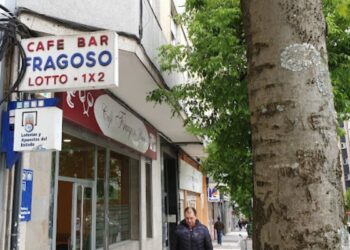 CAFE BAR
FRAGOSO
LOTTO · 1X2
Loterías y
Apuestas del
Estado